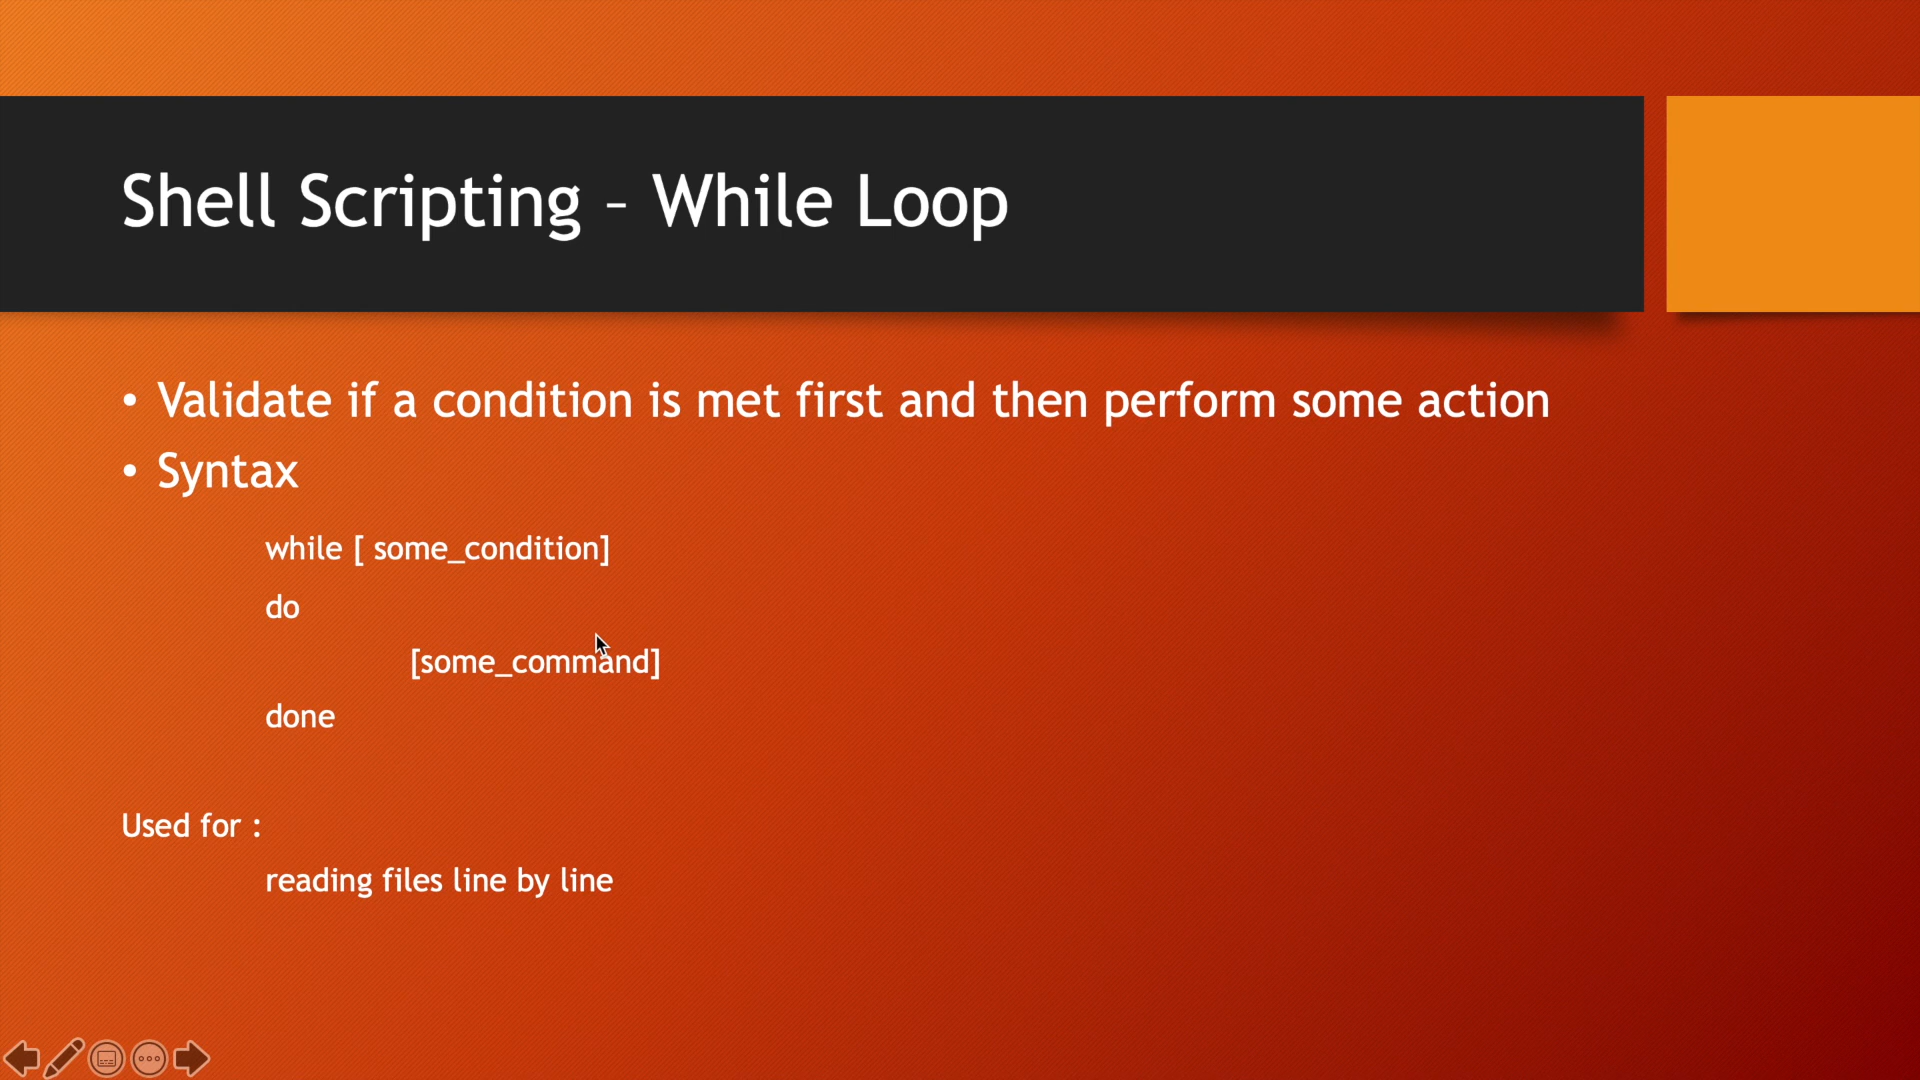 Shell Scripting – While Loop
• Validate if a condition is met first and then perform some action
• Syntax
while [ some_condition]
do
[some_command]
done
Used for :
reading files line by line